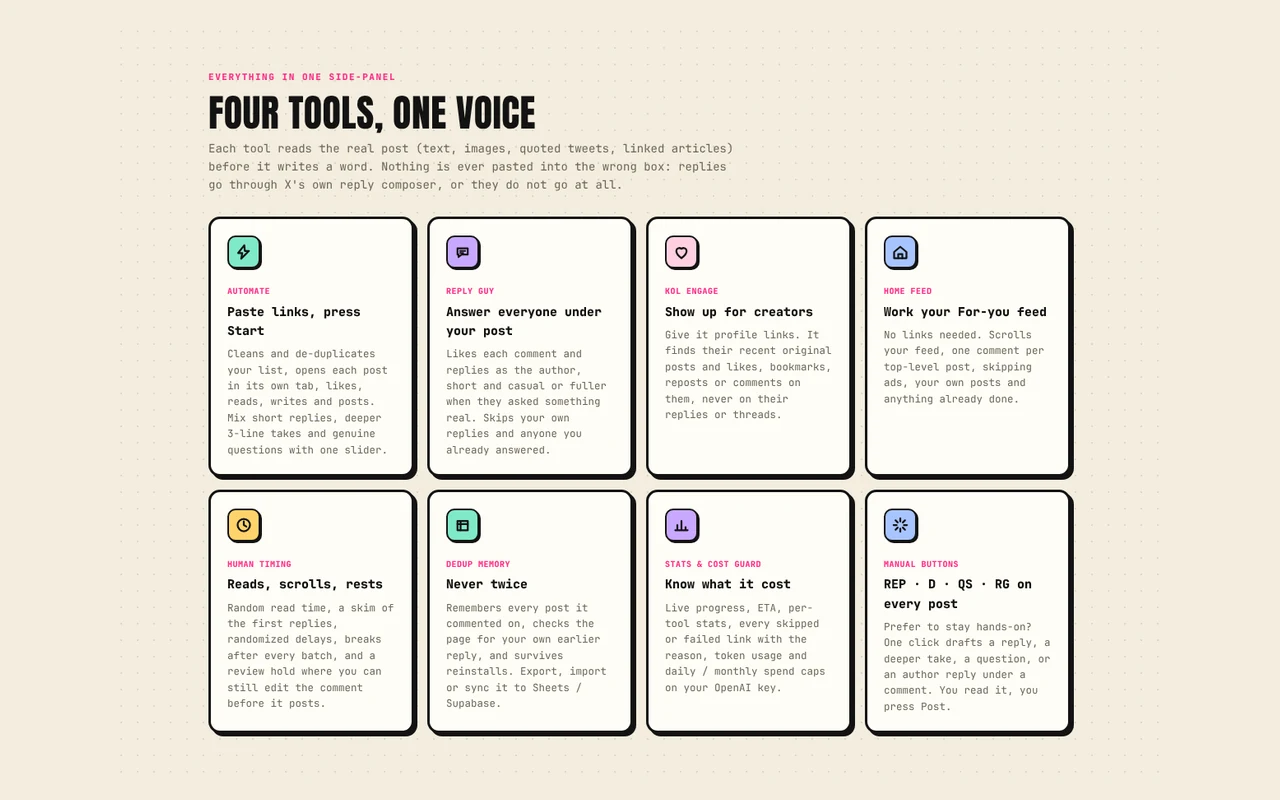 EVERYTHING IN ONE SIDE-PANEL
FOUR TOOLS, ONE VOICE
Each tool reads the real post (text, images, quoted tweets, linked articles)
before it writes a word. Nothing is ever pasted into the wrong box: replies
go through X's own reply composer, or they do not go at all.
AUTOMATE
Paste links, press
Start
Cleans and de-duplicates
your list, opens each post
in its own tab, likes,
reads, writes and posts.
Mix short replies, deeper
3-line takes and genuine
questions with one slider.
REPLY GUY
Answer everyone under
your post
Likes each comment and
replies as the author,
short and casual or fuller
when they asked something
real. Skips your own
replies and anyone you
already answered.
KOL ENGAGE
Show up for creators
Give it profile links. It
finds their recent original
posts and likes, bookmarks,
reposts or comments on
them, never on their
replies or threads.
HOME FEED
Work your For-you feed
No links needed. Scrolls
your feed, one comment per
top-level post, skipping
ads, your own posts and
anything already done.
HUMAN TIMING
Reads, scrolls, rests
Random read time, a skim of
the first replies,
randomized delays, breaks
after every batch, and a
review hold where you can
still edit the comment
before it posts.
DEDUP MEMORY
Never twice
Remembers every post it
commented on, checks the
page for your own earlier
reply, and survives
reinstalls. Export, import
or sync it to Sheets /
Supabase.
STATS & COST GUARD
Know what it cost
Live progress, ETA, per-
tool stats, every skipped
or failed link with the
reason, token usage and
daily / monthly spend caps
on your OpenAI key.
MANUAL BUTTONS
REP · D · QS · RG on
every post
Prefer to stay hands-on?
One click drafts a reply, a
deeper take, a question, or
an author reply under a
comment. You read it, you
press Post.